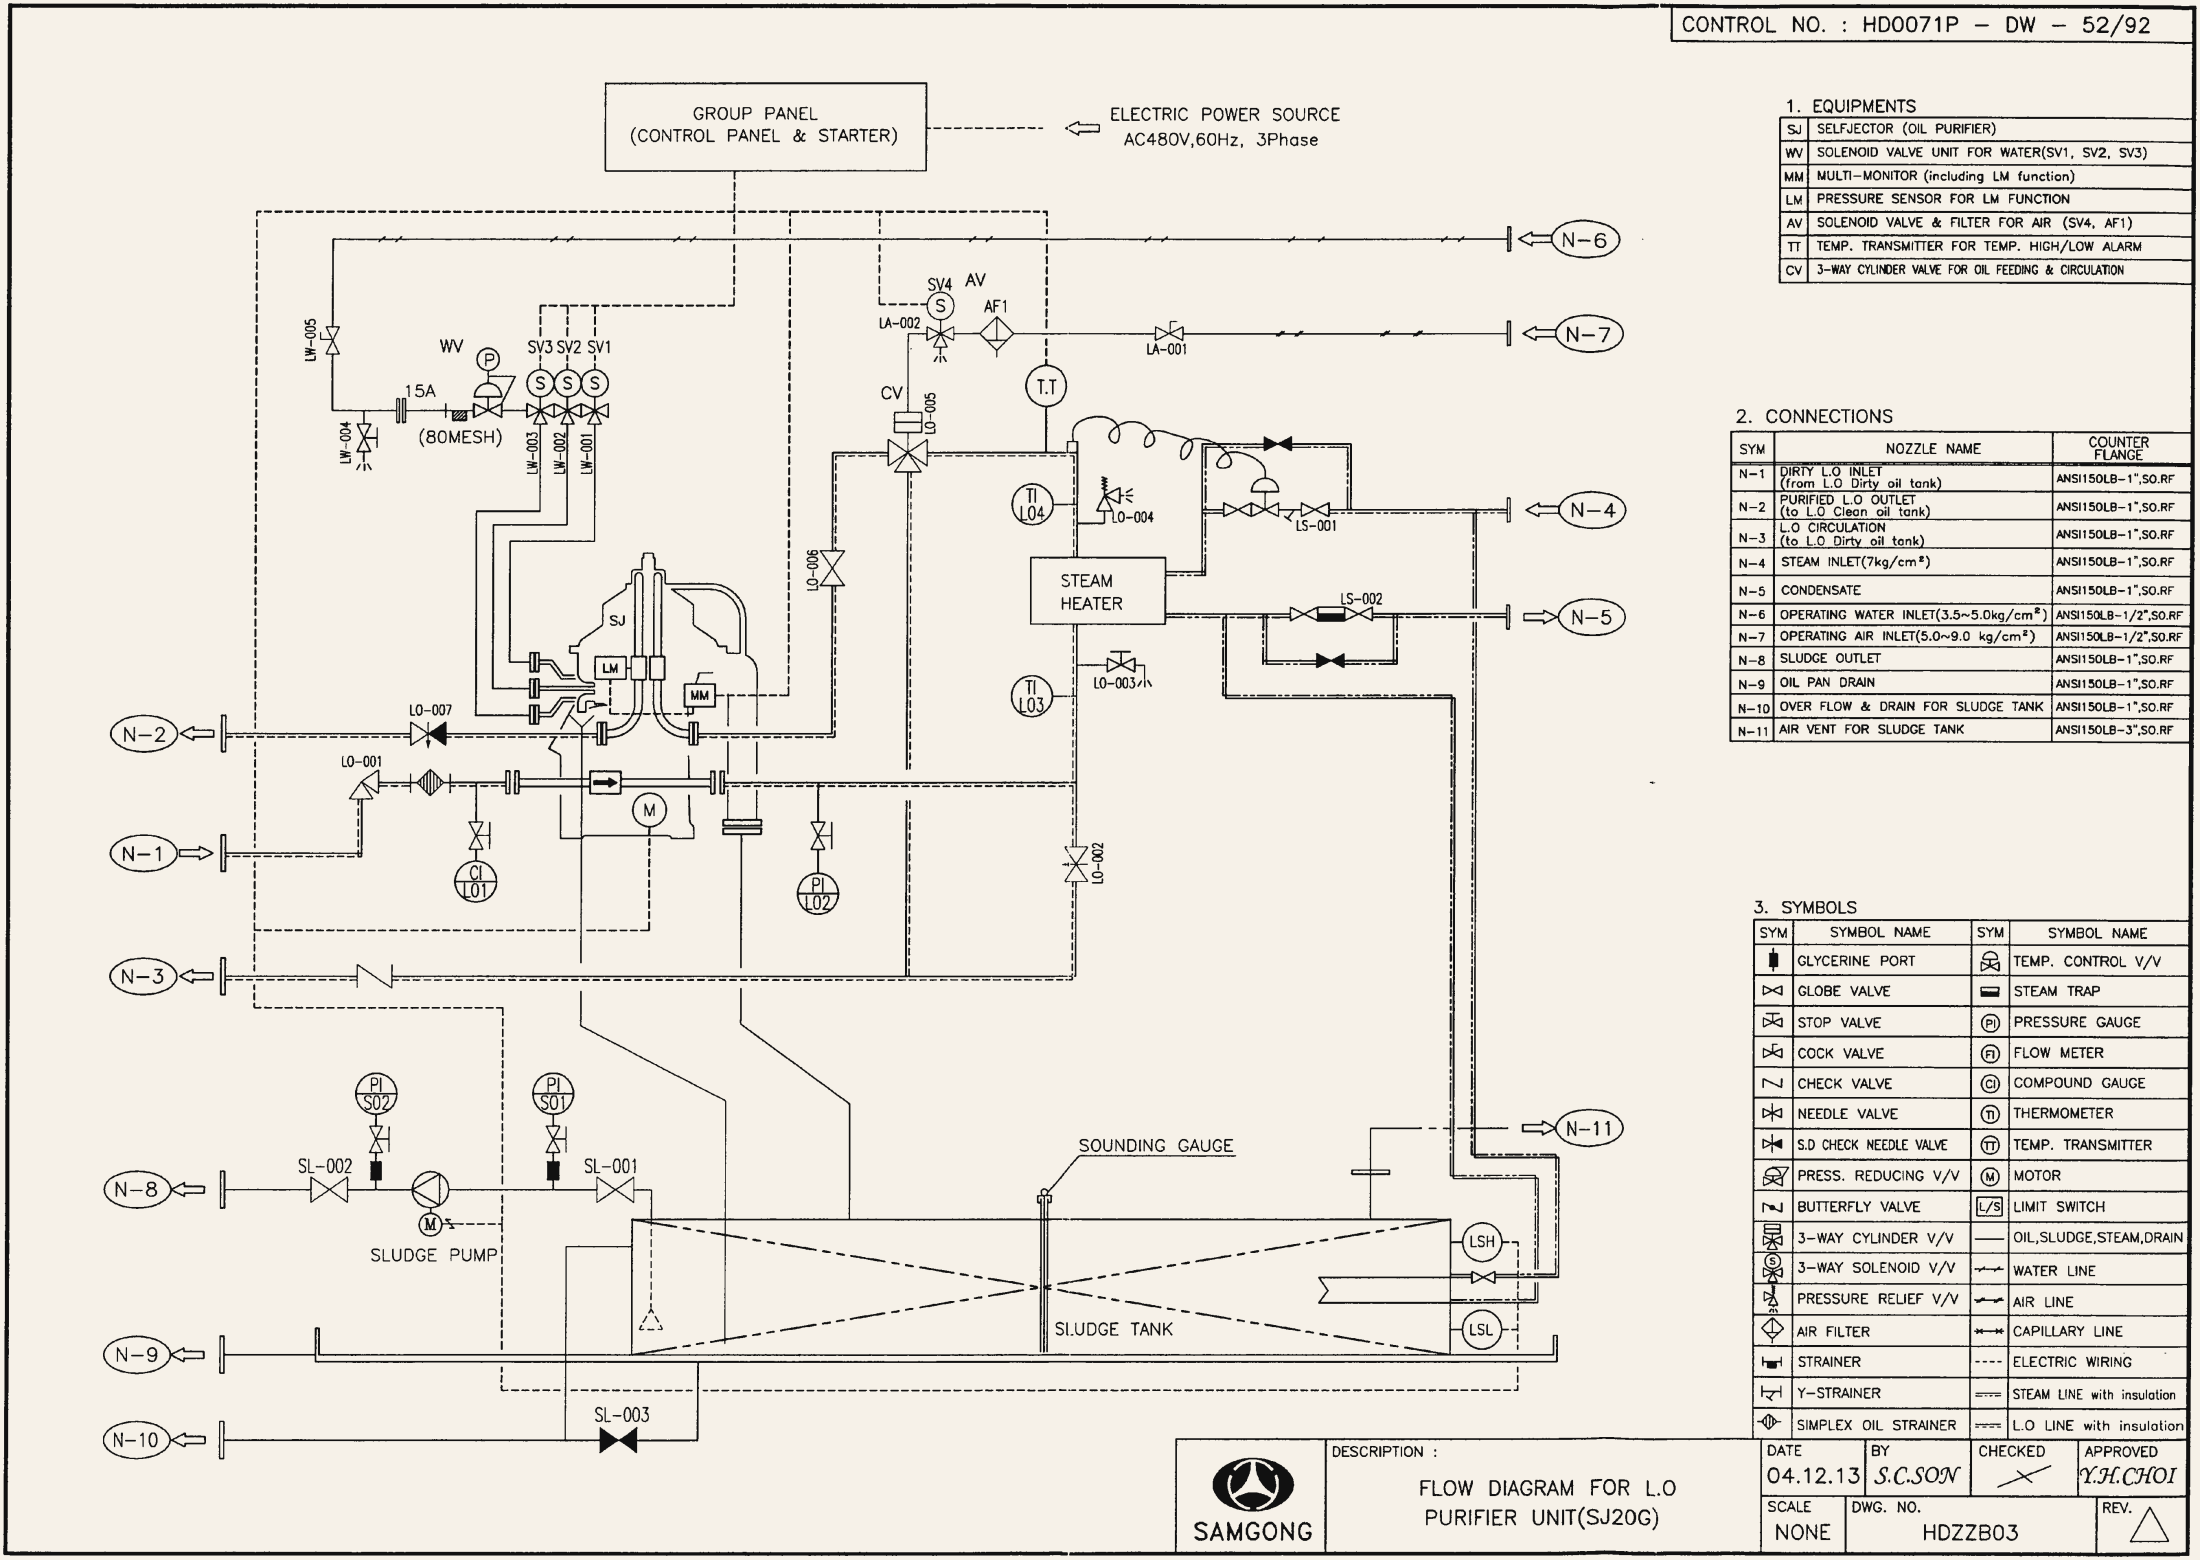 CONTROL NO. : HD0071P - DW - 52/92
GROUP PANEL
(CONTROL PANEL & STARTER)
ELECTRIC POWER SOURCE
AC480V,60Hz, 3Phase
1. EQUIPMENTS
SJ SELFJECTOR (OIL PURIFIER)
WV SOLENOID VALVE UNIT FOR WATER(SV1, SV2, SV3)
MM MULTI-MONITOR (including LM function)
LM PRESSURE SENSOR FOR LM FUNCTION
AV SOLENOID VALVE & FILTER FOR AIR (SV4, AF1)
TT TEMP. TRANSMITTER FOR TEMP. HIGH/LOW ALARM
CV 3-WAY CYLINDER VALVE FOR OIL FEEDING & CIRCULATION
N-6
SV4 AV
AF1
LA-002
LA-001
N-7
LW-005
WV
P
SV3 SV2 SV1
S S S
S
15A
(80MESH)
LW-004
LW-003
LW-002
LW-001
CV
LO-005
T.T
TI
L04
LO-004
LS-001
N-4
LO-006
STEAM
HEATER
LS-002
N-5
SJ
LM
MM
TI
L03
LO-003
N-2
LO-007
LO-001
M
N-1
CI
L01
PI
L02
LO-002
N-3
2. CONNECTIONS
SYM NOZZLE NAME COUNTER FLANGE
N-1 DIRTY L.O INLET (from L.O Dirty oil tank) ANSI150LB-1",SO.RF
N-2 PURIFIED L.O OUTLET (to L.O Clean oil tank) ANSI150LB-1",SO.RF
N-3 L.O CIRCULATION (to L.O Dirty oil tank) ANSI150LB-1",SO.RF
N-4 STEAM INLET(7kg/cm²) ANSI150LB-1",SO.RF
N-5 CONDENSATE ANSI150LB-1",SO.RF
N-6 OPERATING WATER INLET(3.5~5.0kg/cm²) ANSI150LB-1/2",SO.RF
N-7 OPERATING AIR INLET(5.0~9.0 kg/cm²) ANSI150LB-1/2",SO.RF
N-8 SLUDGE OUTLET ANSI150LB-1",SO.RF
N-9 OIL PAN DRAIN ANSI150LB-1",SO.RF
N-10 OVER FLOW & DRAIN FOR SLUDGE TANK ANSI150LB-1",SO.RF
N-11 AIR VENT FOR SLUDGE TANK ANSI150LB-3",SO.RF
3. SYMBOLS
SYM SYMBOL NAME SYM SYMBOL NAME
GLYCERINE PORT TEMP. CONTROL V/V
GLOBE VALVE STEAM TRAP
STOP VALVE PI PRESSURE GAUGE
COCK VALVE FI FLOW METER
CHECK VALVE CI COMPOUND GAUGE
NEEDLE VALVE TI THERMOMETER
S.D CHECK NEEDLE VALVE TT TEMP. TRANSMITTER
PRESS. REDUCING V/V M MOTOR
BUTTERFLY VALVE L/S LIMIT SWITCH
3-WAY CYLINDER V/V OIL,SLUDGE,STEAM,DRAIN
S 3-WAY SOLENOID V/V WATER LINE
PRESSURE RELIEF V/V AIR LINE
AIR FILTER CAPILLARY LINE
STRAINER ELECTRIC WIRING
Y-STRAINER STEAM LINE with insulation
SIMPLEX OIL STRAINER L.O LINE with insulation
PI
S02
PI
S01
SL-002
SL-001
N-8
M
SLUDGE PUMP
SOUNDING GAUGE
N-11
LSH
SLUDGE TANK
LSL
N-9
SL-003
N-10
SAMGONG
DESCRIPTION :
FLOW DIAGRAM FOR L.O
PURIFIER UNIT(SJ20G)
DATE BY CHECKED APPROVED
04.12.13 S.C.SON Y.H.CHOI
SCALE DWG. NO. REV.
NONE HDZZB03